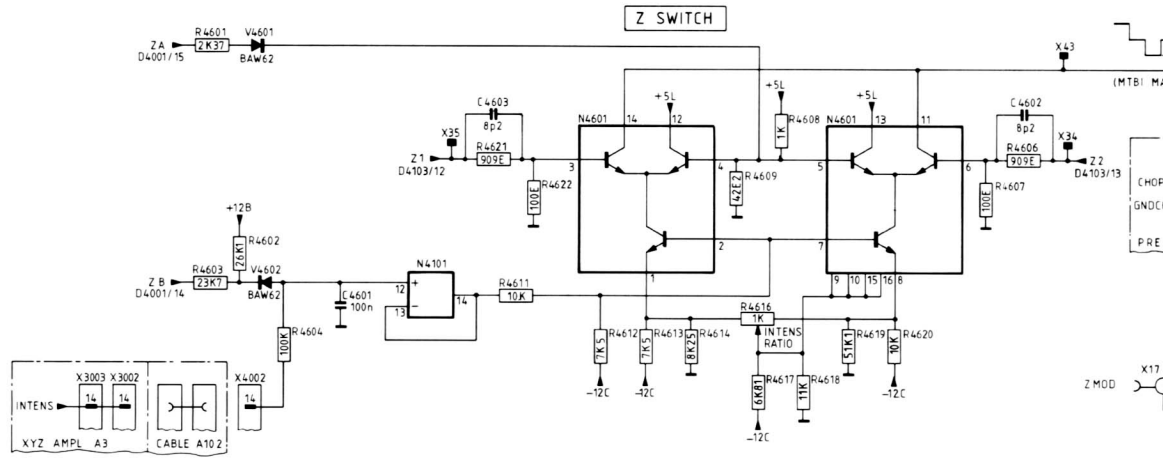 Z SWITCH
ZA
D4001/15
R4601
2K37
V4601
BAW62
X43
(MTBI MA
C4603
8p2
X35
R4621
909E
Z1
D4103/12
R4622
100E
N4601
+5L
14
12
3
4
2
1
R4609
42E2
+5L
R4608
1K
+5L
N4601
13
11
5
6
7
9
10
15
16
8
C4602
8p2
X34
R4606
909E
Z2
D4103/13
R4607
100E
CHOP
GNDC
PRE
+12B
R4602
26K1
R4603
23K7
ZB
D4001/14
V4602
BAW62
C4601
100n
N4101
12
+
13
−
14
R4611
10K
R4604
100K
R4612
7K5
-12C
R4613
7K5
-12C
R4614
8K25
R4616
1K
INTENS
RATIO
R4617
6K81
-12C
R4618
11K
R4619
51K1
R4620
10K
-12C
Z MOD
X17
INTENS
X3003
14
X3002
14
X4002
14
XYZ AMPL A3
CABLE A102